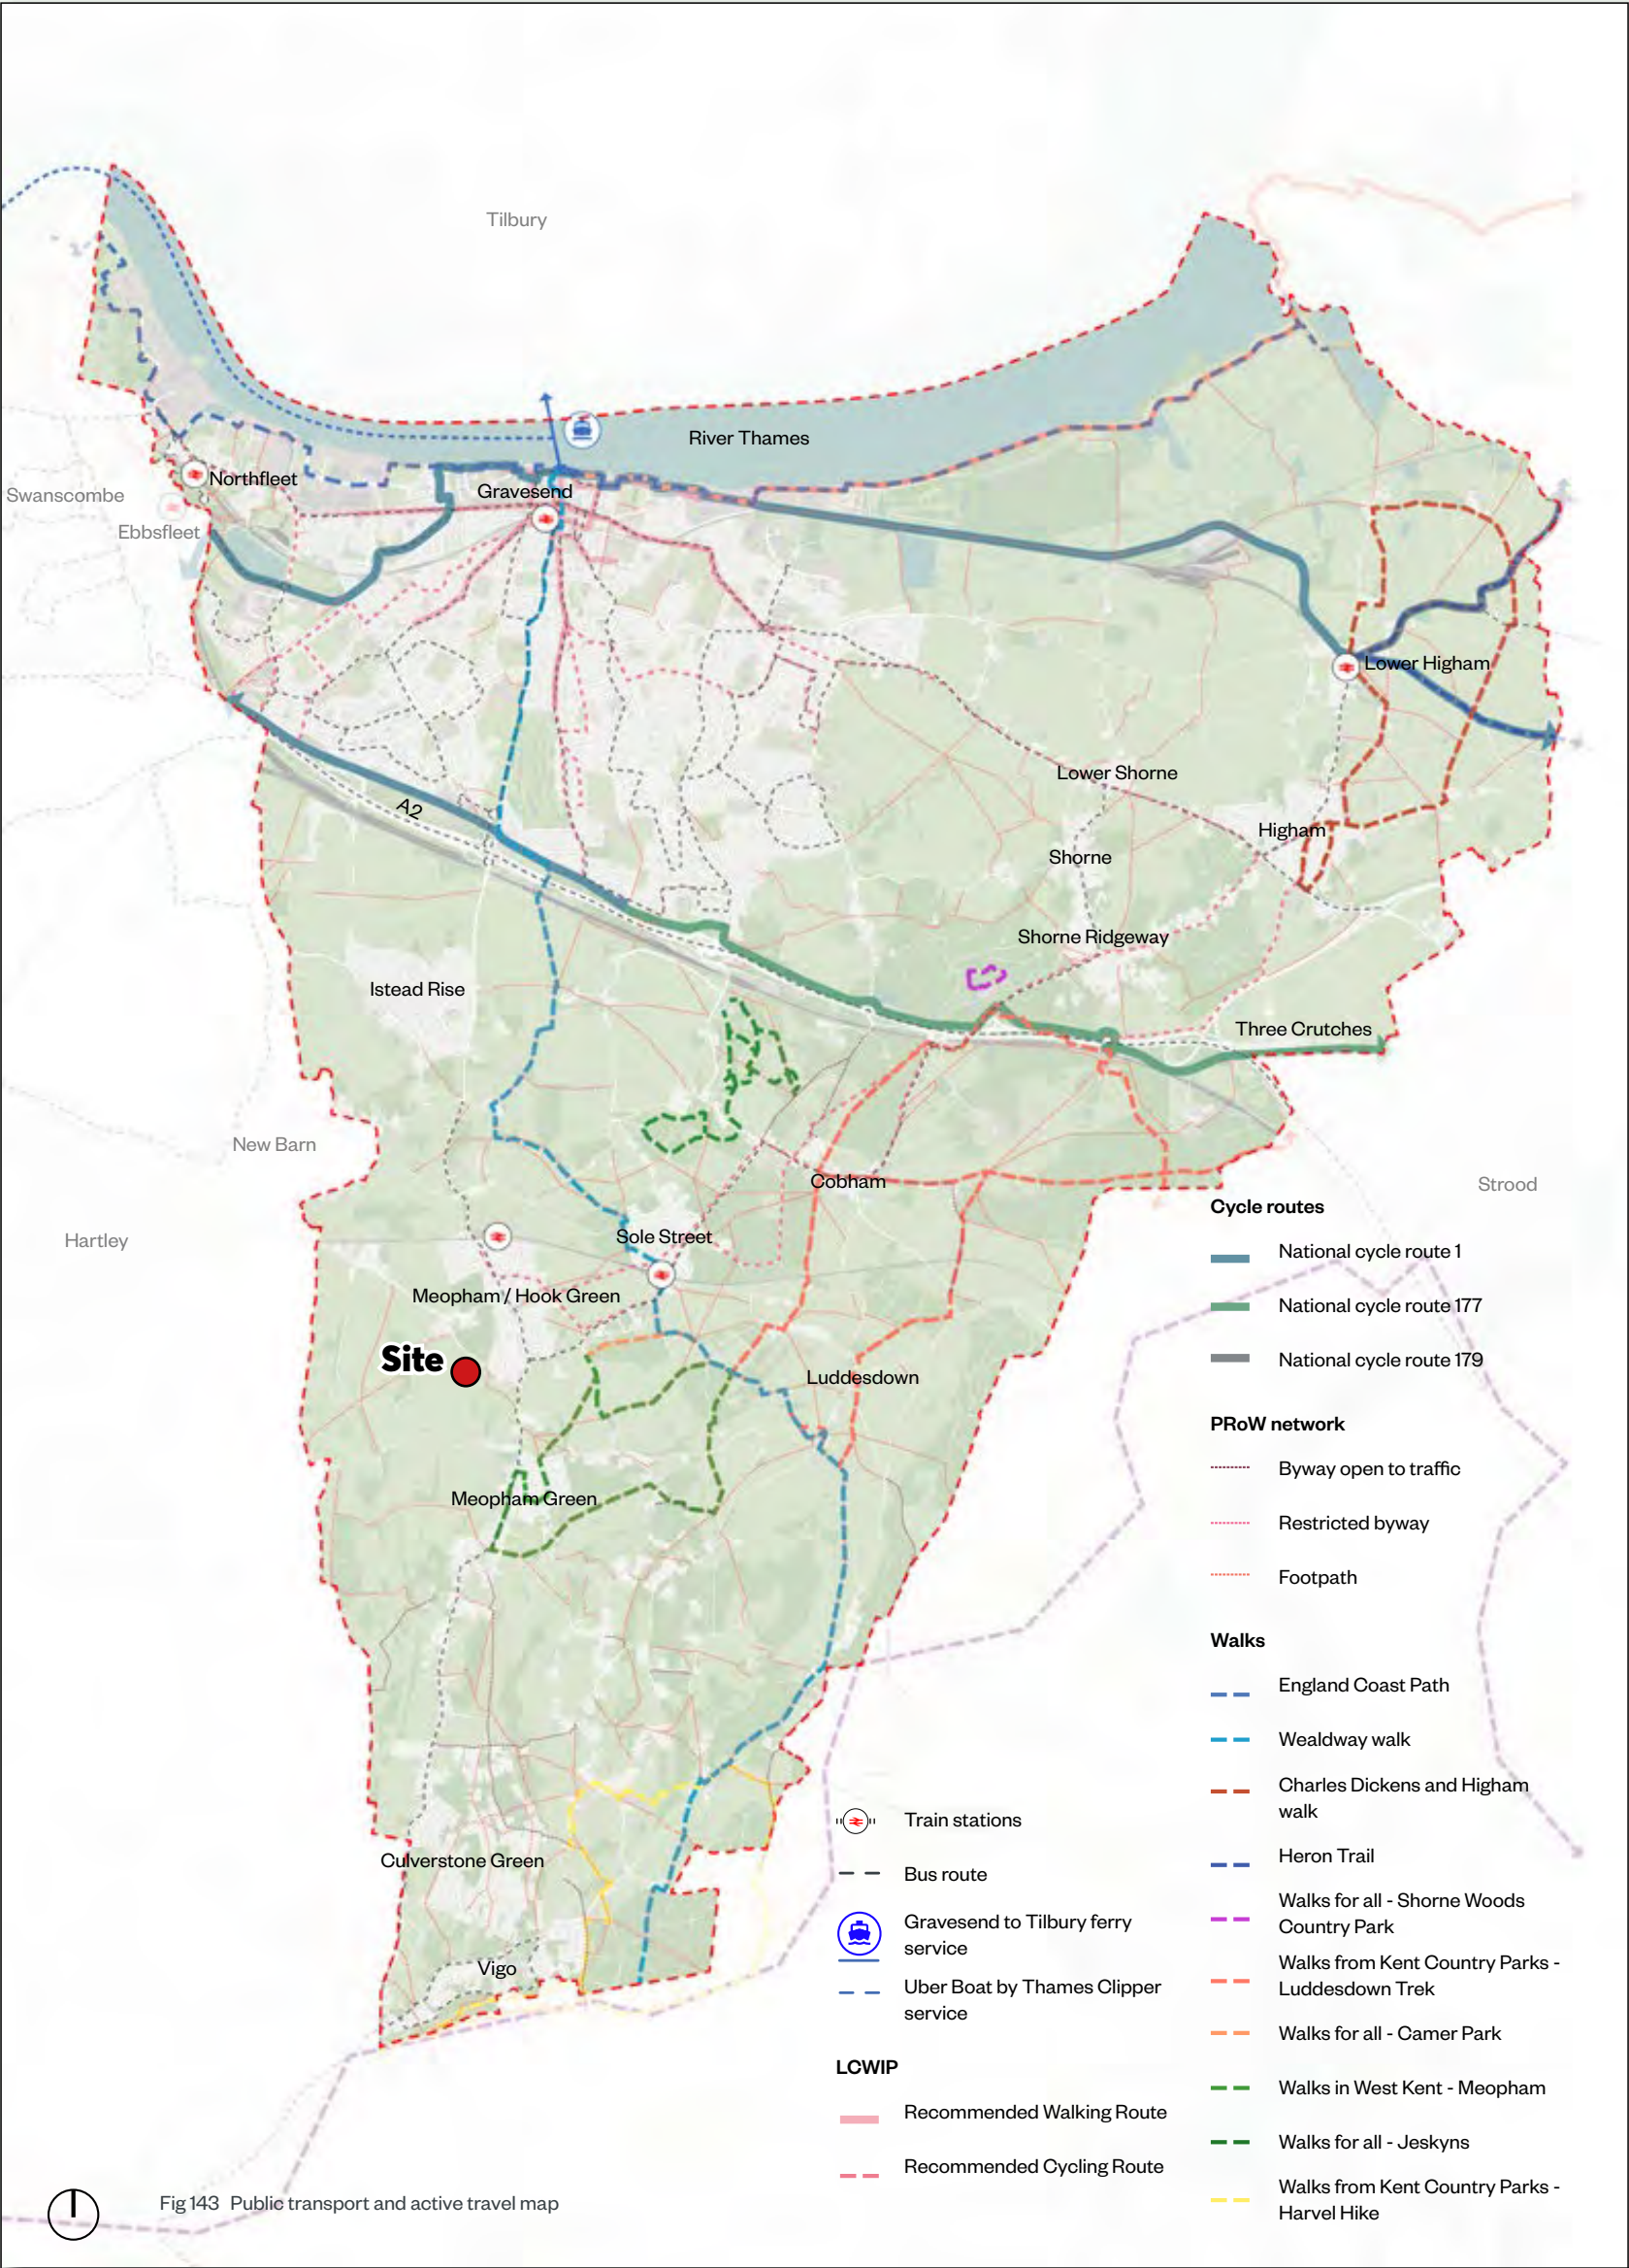 Tilbury
River Thames
Northfleet
Swanscombe
Gravesend
Ebbsfleet
Lower Higham
Lower Shorne
A2
Higham
Shorne
Shorne Ridgeway
Istead Rise
Three Crutches
New Barn
Cobham
Strood
Hartley
Sole Street
Meopham / Hook Green
Site
Luddesdown
Meopham Green
Culverstone Green
Vigo
Train stations
Bus route
Gravesend to Tilbury ferry
service
Uber Boat by Thames Clipper
service
LCWIP
Recommended Walking Route
Recommended Cycling Route
Cycle routes
National cycle route 1
National cycle route 177
National cycle route 179
PRoW network
Byway open to traffic
Restricted byway
Footpath
Walks
England Coast Path
Wealdway walk
Charles Dickens and Higham
walk
Heron Trail
Walks for all - Shorne Woods
Country Park
Walks from Kent Country Parks -
Luddesdown Trek
Walks for all - Camer Park
Walks in West Kent - Meopham
Walks for all - Jeskyns
Walks from Kent Country Parks -
Harvel Hike
Fig 143 Public transport and active travel map